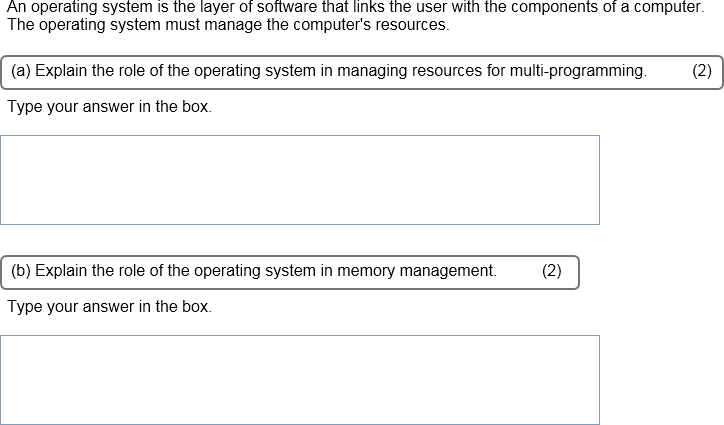 An operating system is the layer of software that links the user with the components of a computer.
The operating system must manage the computer's resources.
(a) Explain the role of the operating system in managing resources for multi-programming. (2)
Type your answer in the box.
(b) Explain the role of the operating system in memory management. (2)
Type your answer in the box.